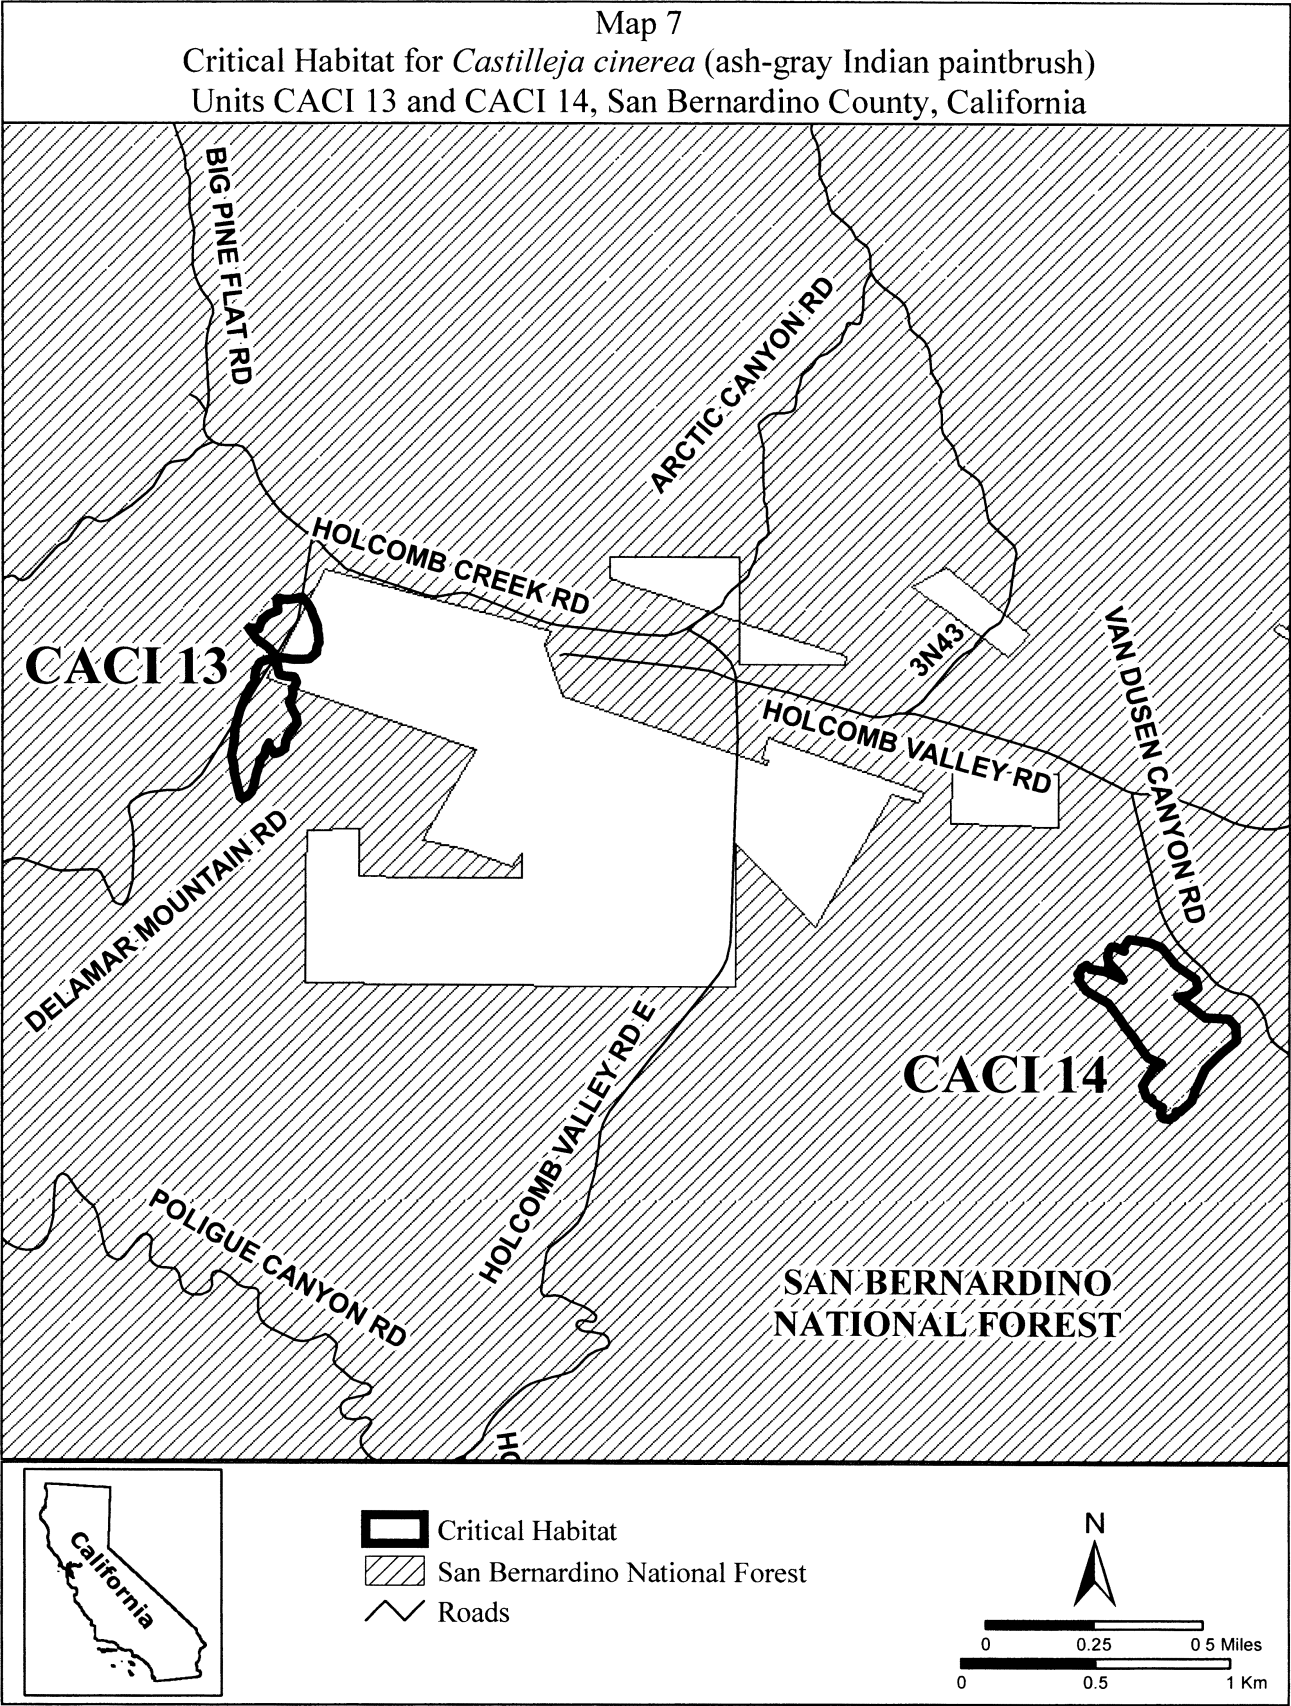 Map 7
Critical Habitat for Castilleja cinerea (ash-gray Indian paintbrush)
Units CACI 13 and CACI 14, San Bernardino County, California
BIG PINE FLAT RD
ARCTIC CANYON RD
HOLCOMB CREEK RD
3N43
VAN DUSEN CANYON RD
CACI 13
HOLCOMB VALLEY RD
DELAMAR MOUNTAIN RD
CACI 14
HOLCOMB VALLEY RD E
POLIGUE CANYON RD
SAN BERNARDINO
NATIONAL FOREST
HO
California
Critical Habitat
San Bernardino National Forest
Roads
N
0 0.25 0 5 Miles
0 0.5 1 Km